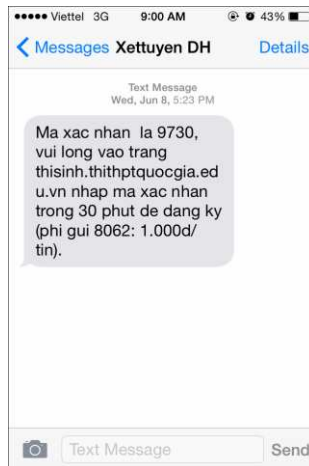 Viettel 3G 9:00 AM 43%
Messages Xettuyen DH Details
Text Message
Wed, Jun 8, 5:23 PM
Ma xac nhan la 9730,
vui long vao trang
thisinh.thithptquocgia.ed
u.vn nhap ma xac nhan
trong 30 phut de dang ky
(phi gui 8062: 1.000d/
tin).
Text Message Send